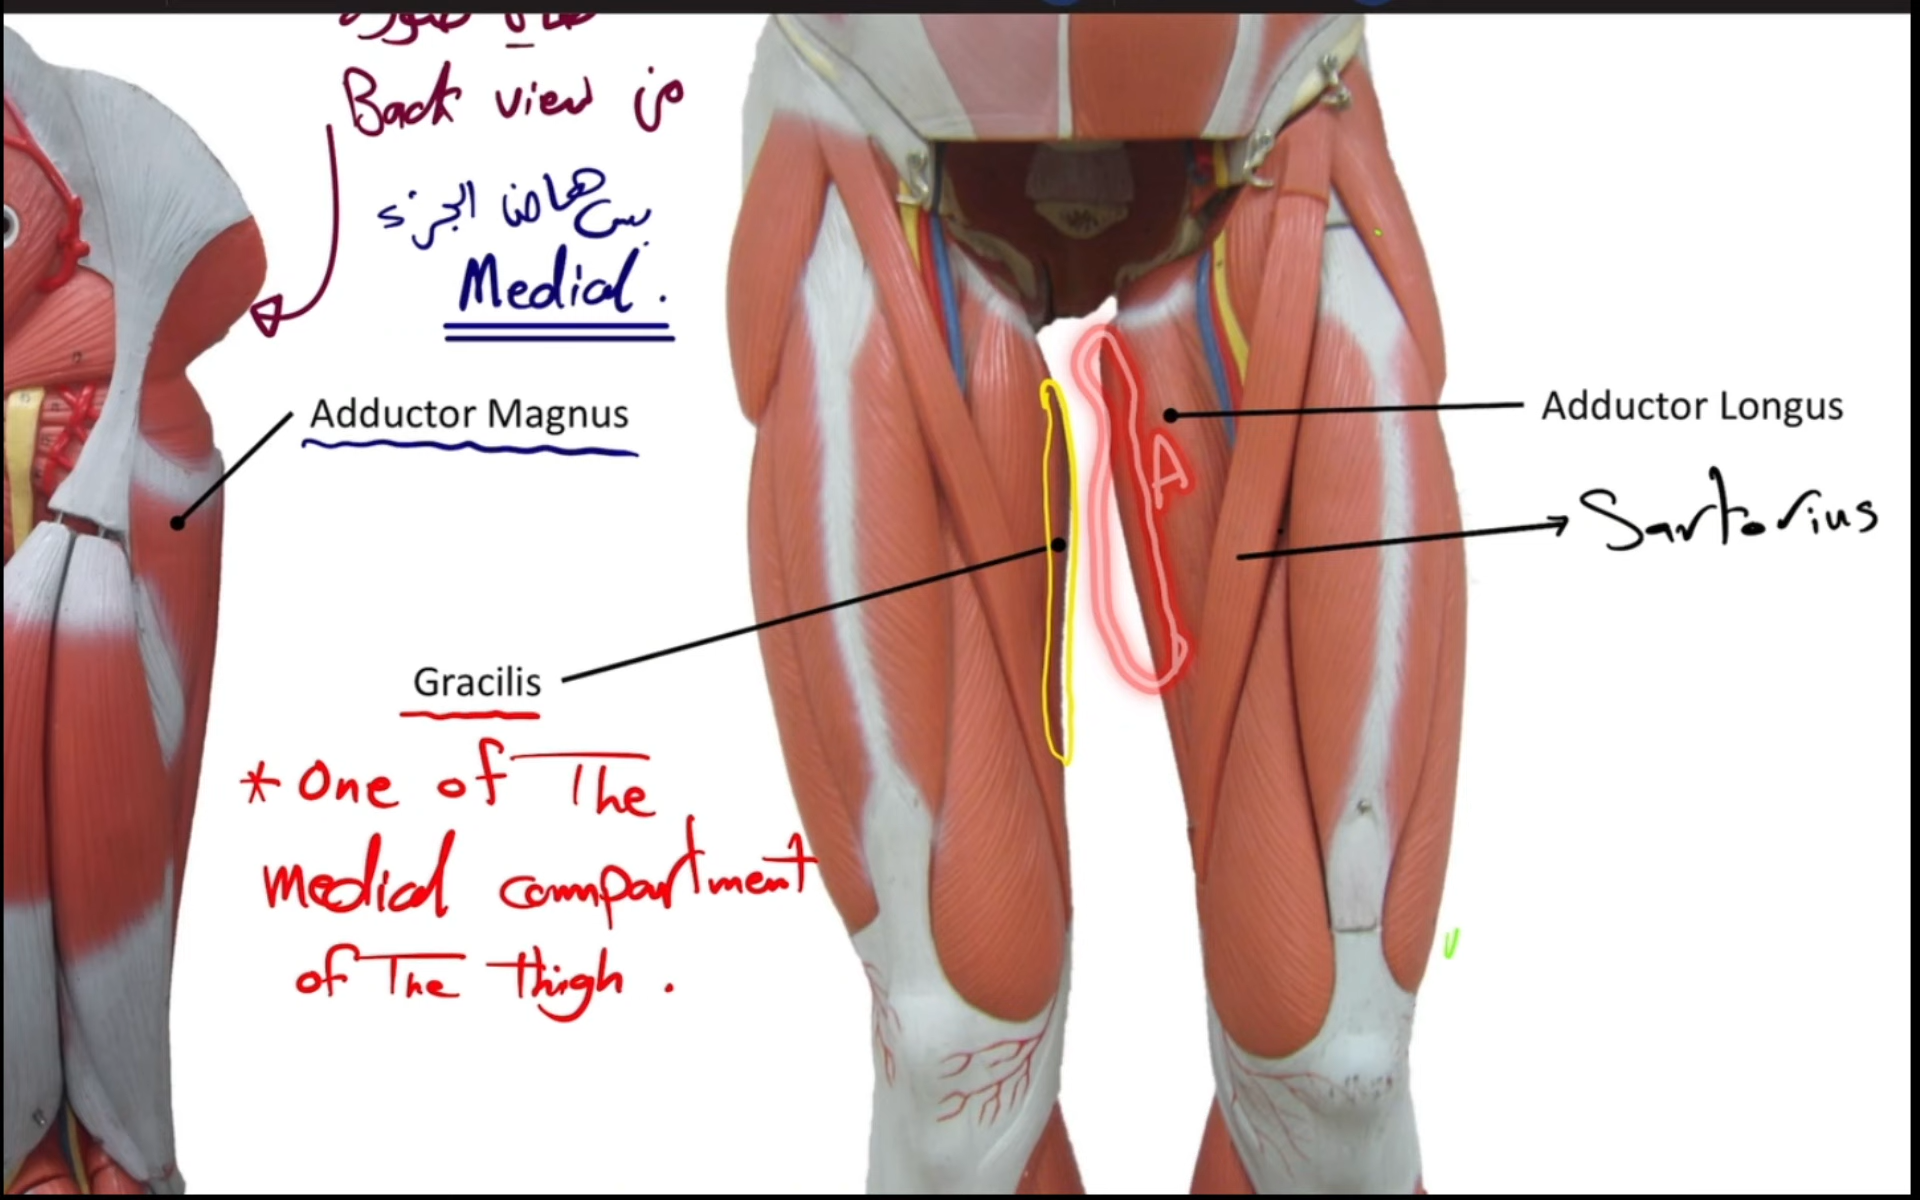 Back view من
بس هاض الجزء
Medial.
Adductor Magnus
Adductor Longus
A
Sartorius
Gracilis
* One of The
medial compartment
of The thigh.